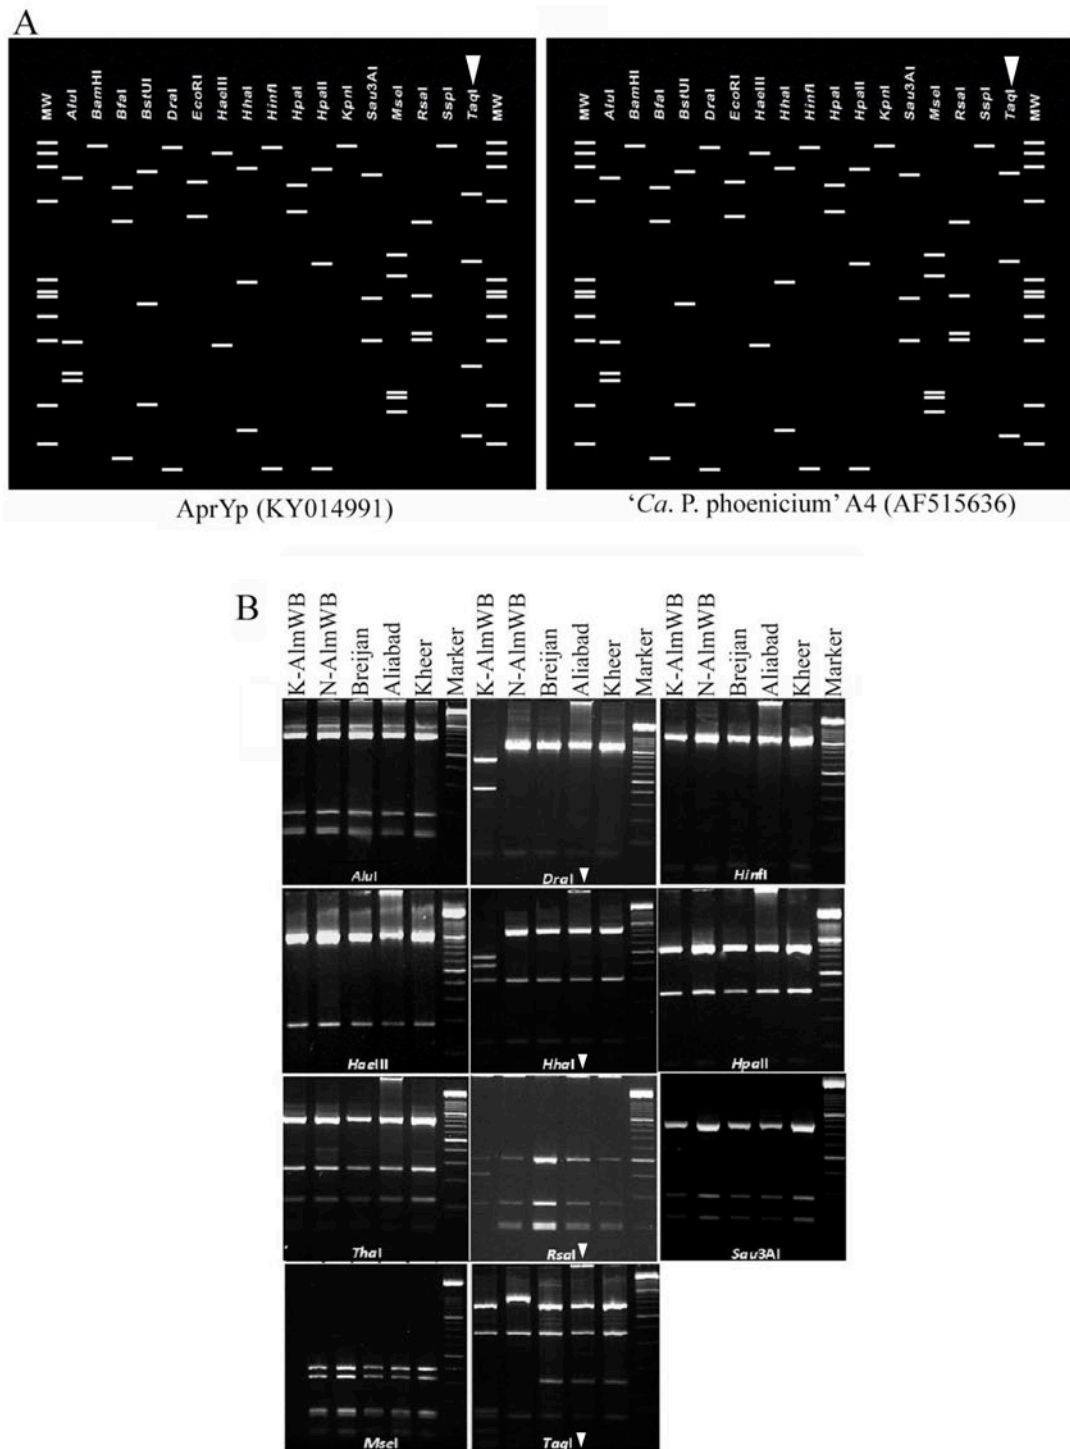 A
MW AluI BamHI BfaI BstUI DraI EcoRI HaeIII HhaI HinfI HpaI HpaII KpnI Sau3AI MseI RsaI SspI TaqI MW
MW AluI BamHI BfaI BstUI DraI EcoRI HaeIII HhaI HinfI HpaI HpaII KpnI Sau3AI MseI RsaI SspI TaqI MW
AprYp (KY014991)
‘Ca. P. phoenicium’ A4 (AF515636)
B
K-AlmWB N-AlmWB Breijan Aliabad Kheer Marker
K-AlmWB N-AlmWB Breijan Aliabad Kheer Marker
K-AlmWB N-AlmWB Breijan Aliabad Kheer Marker
AluI
DraI
HinfI
HaeIII
HhaI
HpaII
ThaI
RsaI
Sau3AI
MseI
TaqI